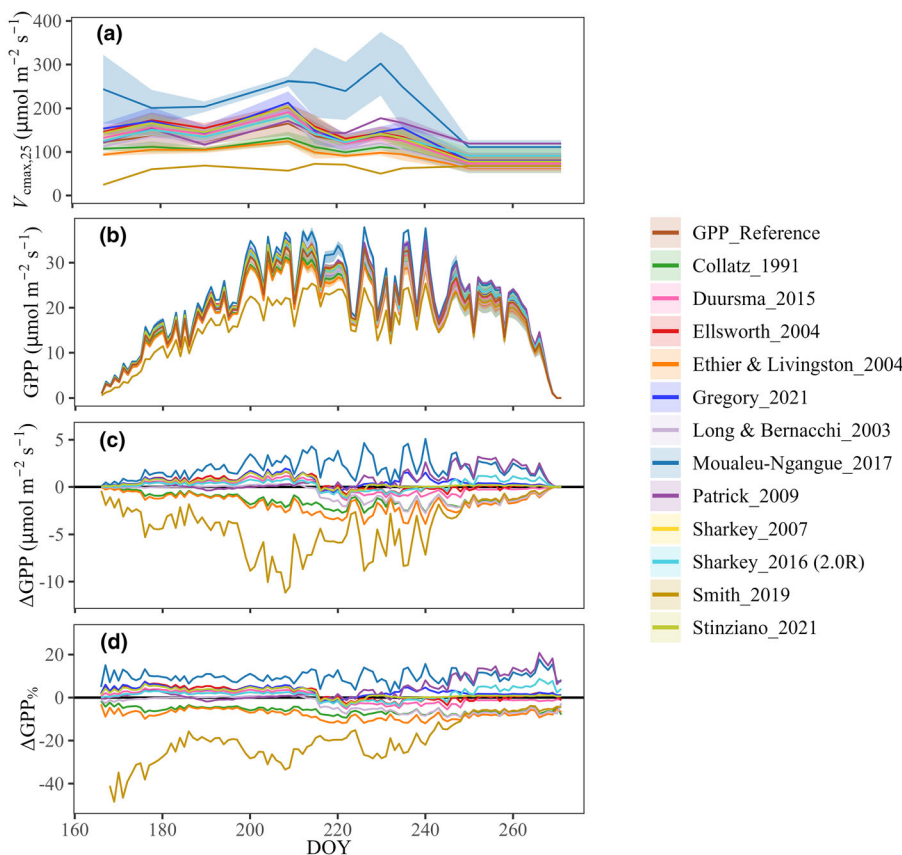 (a)
400
300
200
100
0
Vcmax,25 (μmol m−2 s−1)
(b)
30
20
10
0
GPP (μmol m−2 s−1)
(c)
5
0
-5
-10
ΔGPP (μmol m−2 s−1)
(d)
20
0
-20
-40
ΔGPP%
160 180 200 220 240 260
DOY
GPP_Reference
Collatz_1991
Duursma_2015
Ellsworth_2004
Ethier & Livingston_2004
Gregory_2021
Long & Bernacchi_2003
Moualeu-Ngangue_2017
Patrick_2009
Sharkey_2007
Sharkey_2016 (2.0R)
Smith_2019
Stinziano_2021